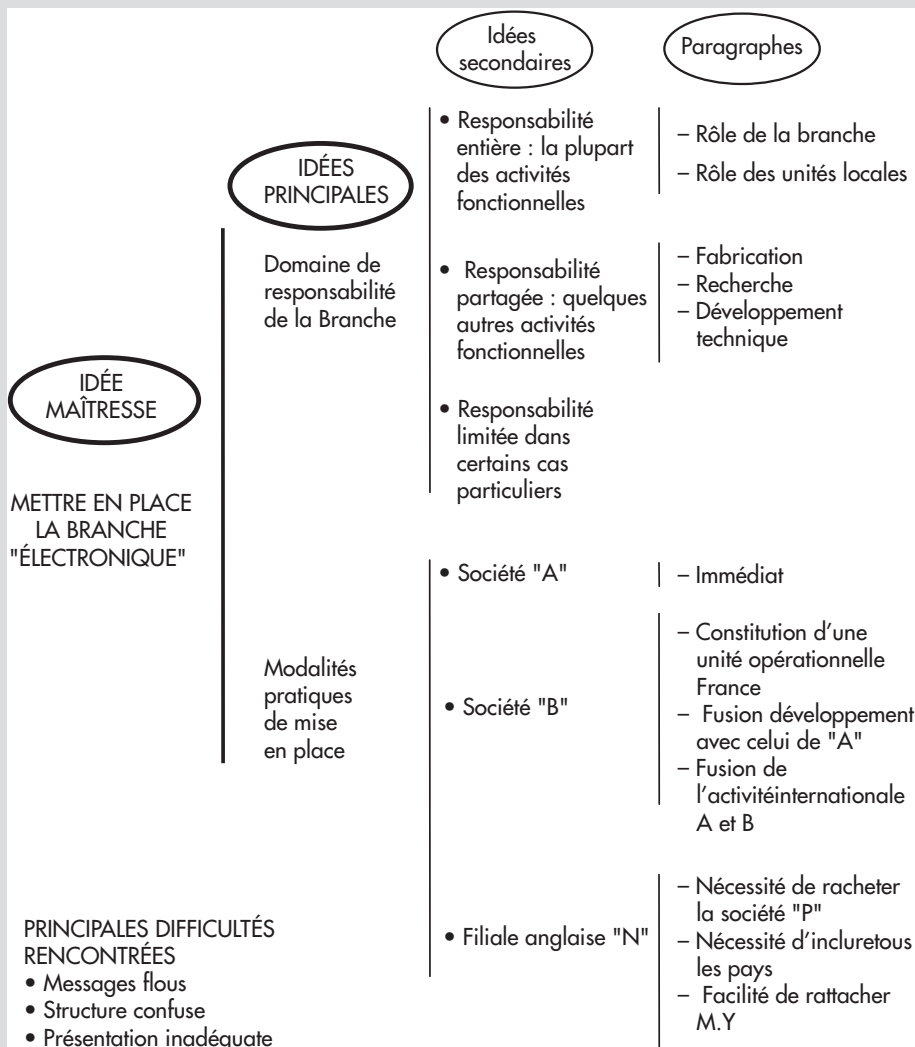 Idées
secondaires
Paragraphes
IDÉES
PRINCIPALES
• Responsabilité
entière : la plupart
des activités
fonctionnelles
– Rôle de la branche
– Rôle des unités locales
Domaine de
responsabilité
de la Branche
• Responsabilité
partagée : quelques
autres activités
fonctionnelles
– Fabrication
– Recherche
– Développement
technique
IDÉE
MAÎTRESSE
• Responsabilité
limitée dans
certains cas
particuliers
METTRE EN PLACE
LA BRANCHE
"ÉLECTRONIQUE"
• Société "A"
– Immédiat
Modalités
pratiques
de mise
en place
• Société "B"
– Constitution d'une
unité opérationnelle
France
– Fusion développement
avec celui de "A"
– Fusion de
l'activitéinternationale
A et B
• Filiale anglaise "N"
– Nécessité de racheter
la société "P"
– Nécessité d'incluretous
les pays
– Facilité de rattacher
M.Y
PRINCIPALES DIFFICULTÉS
RENCONTRÉES
• Messages flous
• Structure confuse
• Présentation inadéquate